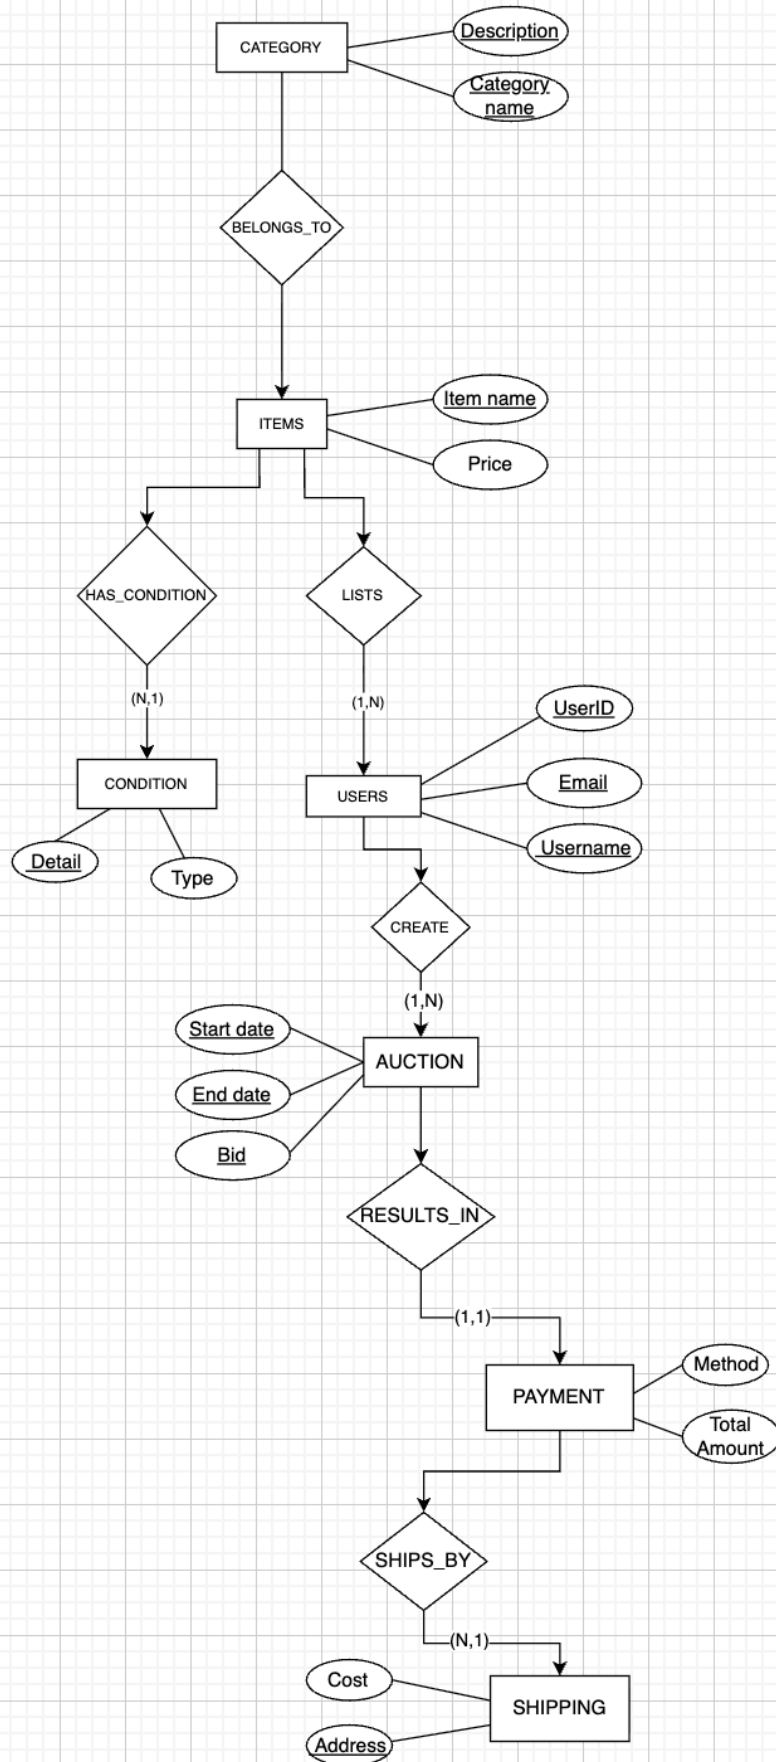 CATEGORY
Description
Category
name
BELONGS_TO
ITEMS
Item name
Price
HAS_CONDITION
LISTS
(N,1)
(1,N)
CONDITION
Detail
Type
USERS
UserID
Email
Username
CREATE
(1,N)
AUCTION
Start date
End date
Bid
RESULTS_IN
(1,1)
PAYMENT
Method
Total
Amount
SHIPS_BY
(N,1)
SHIPPING
Cost
Address